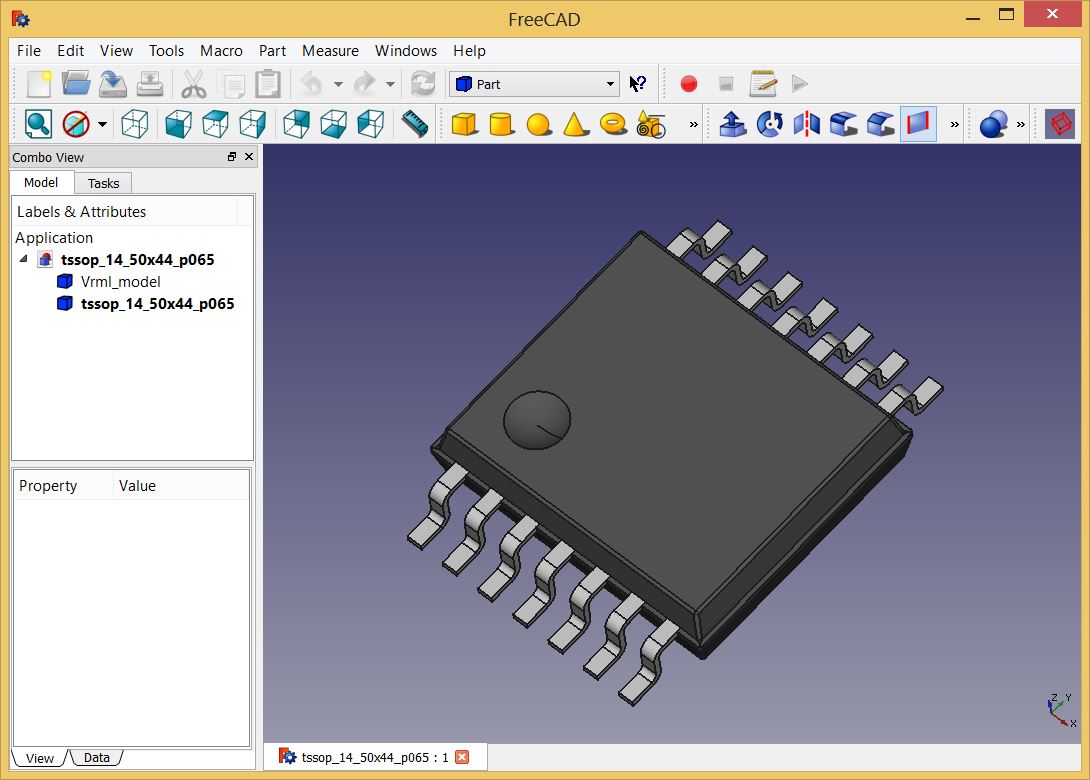 FreeCAD
File Edit View Tools Macro Part Measure Windows Help
Part
Combo View
Model Tasks
Labels & Attributes
Application
tssop_14_50x44_p065
Vrml_model
tssop_14_50x44_p065
Property Value
Z Y
X
View Data
tssop_14_50x44_p065 : 1